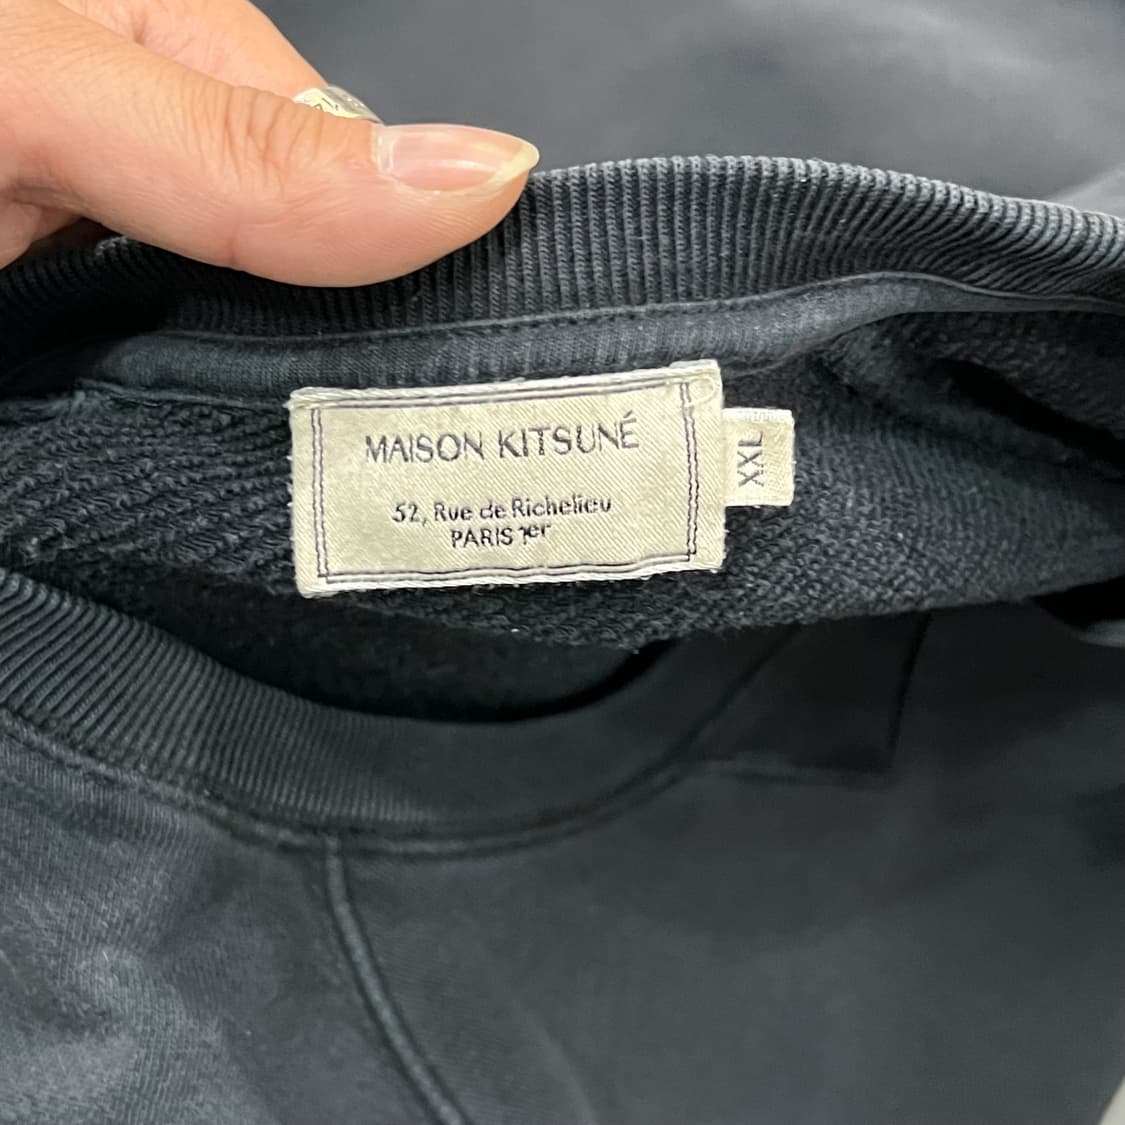 MAISON KITSUNÉ
52, Rue de Richelieu
PARIS 1er
XXL